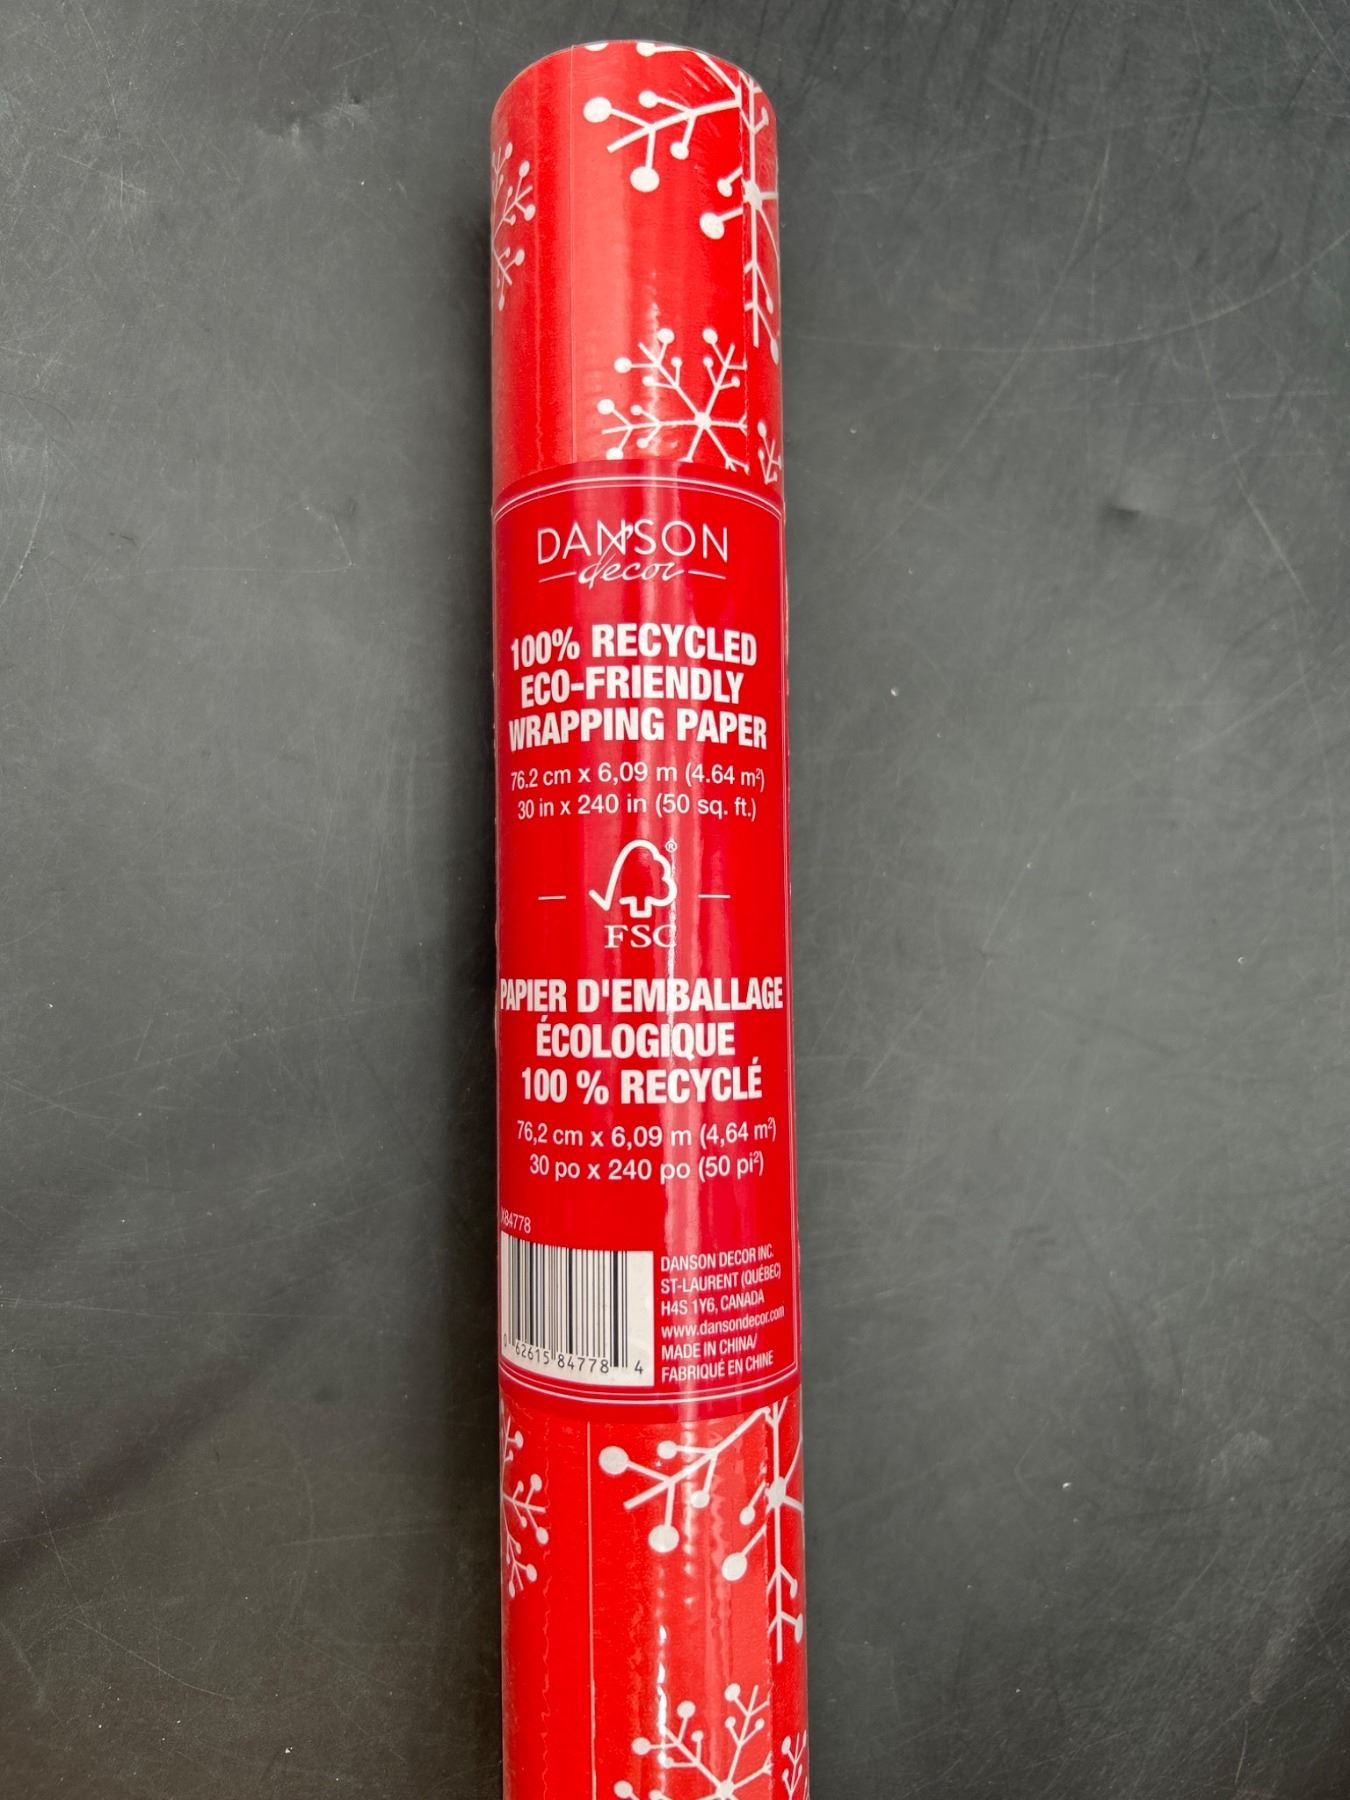 DANSON
decor
100% RECYCLED
ECO-FRIENDLY
WRAPPING PAPER
76.2 cm x 6,09 m (4.64 m²)
30 in x 240 in (50 sq. ft.)
®
FSC
PAPIER D'EMBALLAGE
ÉCOLOGIQUE
100 % RECYCLÉ
76,2 cm x 6,09 m (4,64 m²)
30 po x 240 po (50 pi²)
X84778
0 62615 84778 4
DANSON DECOR INC.
ST-LAURENT (QUÉBEC)
H4S 1Y6, CANADA
www.dansondecor.com
MADE IN CHINA/
FABRIQUÉ EN CHINE